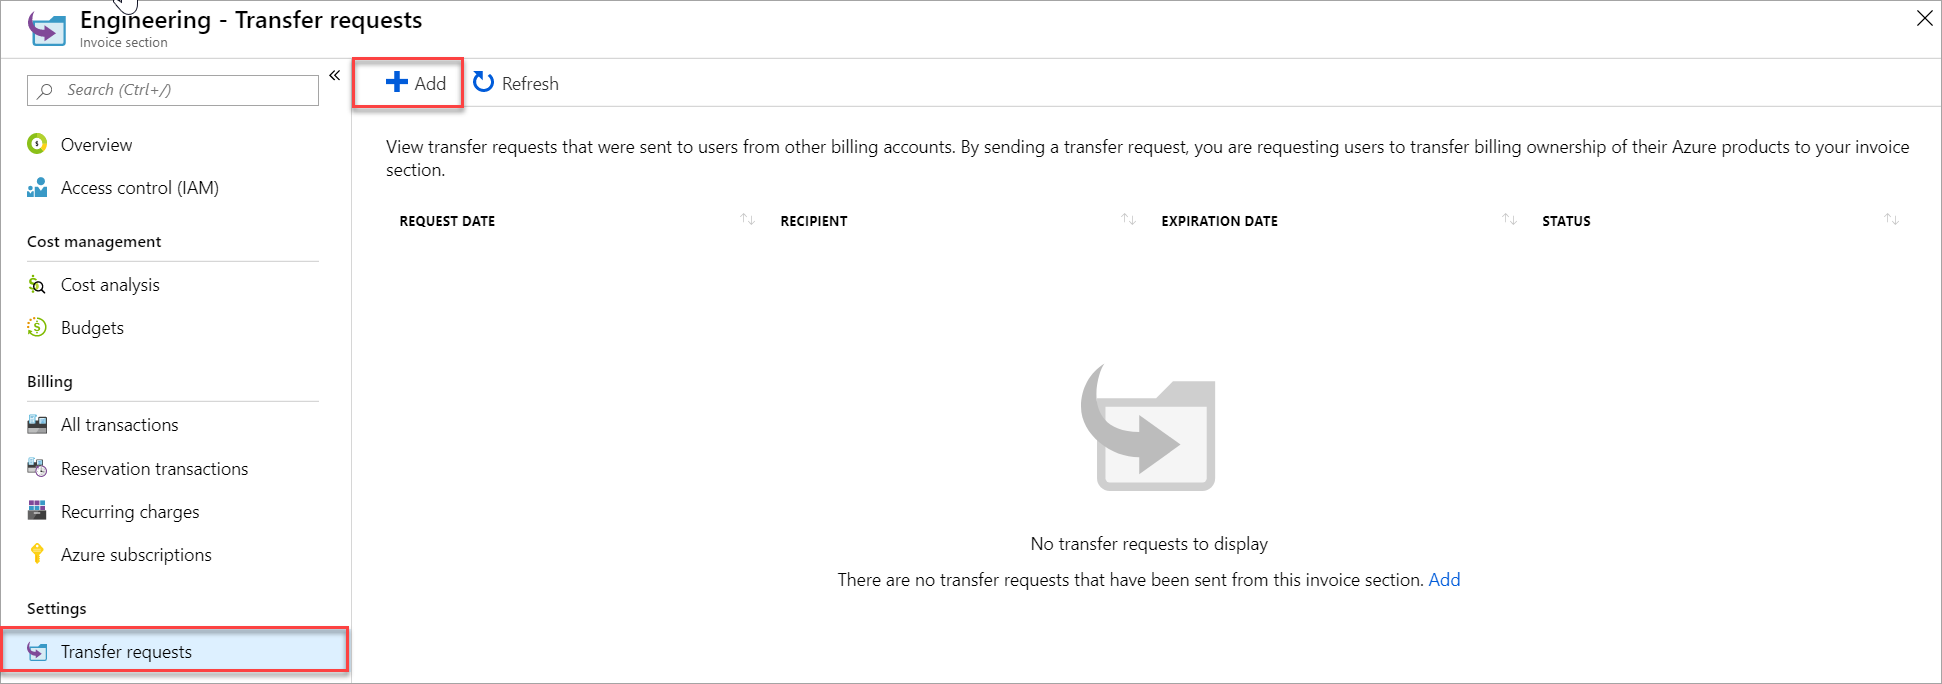 Engineering - Transfer requests
Invoice section
Search (Ctrl+/)
«
Overview
Access control (IAM)
Cost management
Cost analysis
Budgets
Billing
All transactions
Reservation transactions
Recurring charges
Azure subscriptions
Settings
Transfer requests
Add
Refresh
View transfer requests that were sent to users from other billing accounts. By sending a transfer request, you are requesting users to transfer billing ownership of their Azure products to your invoice
section.
REQUEST DATE RECIPIENT EXPIRATION DATE STATUS
No transfer requests to display
There are no transfer requests that have been sent from this invoice section. Add